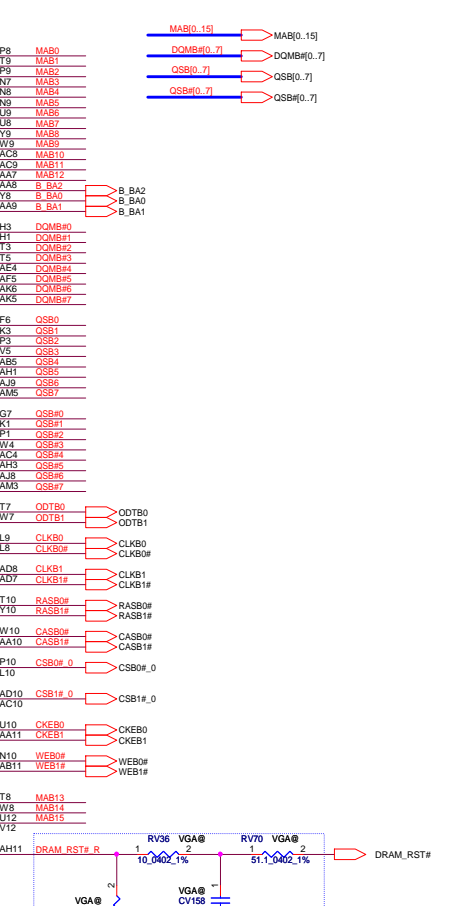 MAB[0..15] MAB[0..15]
DQMB#[0..7] DQMB#[0..7]
QSB[0..7] QSB[0..7]
QSB#[0..7] QSB#[0..7]
P8 MAB0
T9 MAB1
P9 MAB2
N7 MAB3
N8 MAB4
N9 MAB5
U9 MAB6
U8 MAB7
Y9 MAB8
W9 MAB9
AC8 MAB10
AC9 MAB11
AA7 MAB12
AA8 B_BA2 B_BA2
Y8 B_BA0 B_BA0
AA9 B_BA1 B_BA1
H3 DQMB#0
H1 DQMB#1
T3 DQMB#2
T5 DQMB#3
AE4 DQMB#4
AF5 DQMB#5
AK6 DQMB#6
AK5 DQMB#7
F6 QSB0
K3 QSB1
P3 QSB2
V5 QSB3
AB5 QSB4
AH1 QSB5
AJ9 QSB6
AM5 QSB7
G7 QSB#0
K1 QSB#1
P1 QSB#2
W4 QSB#3
AC4 QSB#4
AH3 QSB#5
AJ8 QSB#6
AM3 QSB#7
T7 ODTB0 ODTB0
W7 ODTB1 ODTB1
L9 CLKB0 CLKB0
L8 CLKB0# CLKB0#
AD8 CLKB1 CLKB1
AD7 CLKB1# CLKB1#
T10 RASB0# RASB0#
Y10 RASB1# RASB1#
W10 CASB0# CASB0#
AA10 CASB1# CASB1#
P10 CSB0#_0 CSB0#_0
L10
AD10 CSB1#_0 CSB1#_0
AC10
U10 CKEB0 CKEB0
AA11 CKEB1 CKEB1
N10 WEB0# WEB0#
AB11 WEB1# WEB1#
T8 MAB13
W8 MAB14
U12 MAB15
V12
RV36 VGA@ RV70 VGA@
AH11 DRAM_RST#_R 1 2 1 2 DRAM_RST#
10_0402_1% 51.1_0402_1%
2 1
VGA@ VGA@
CV158